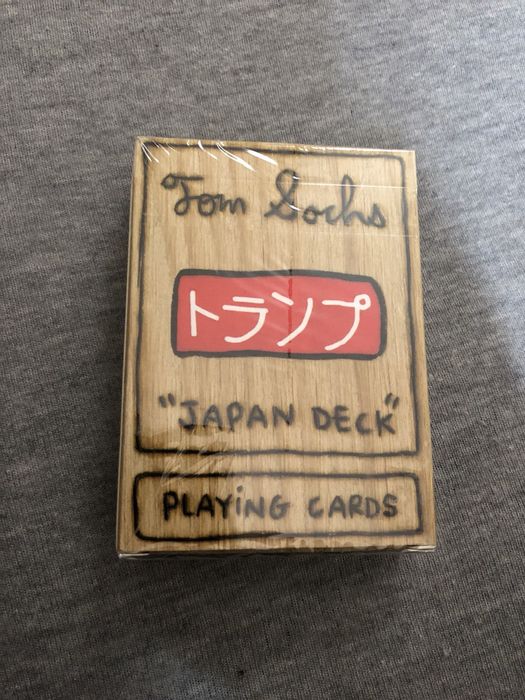 Tom Sachs
トランプ
"JAPAN DECK"
PLAYiNG CARDS